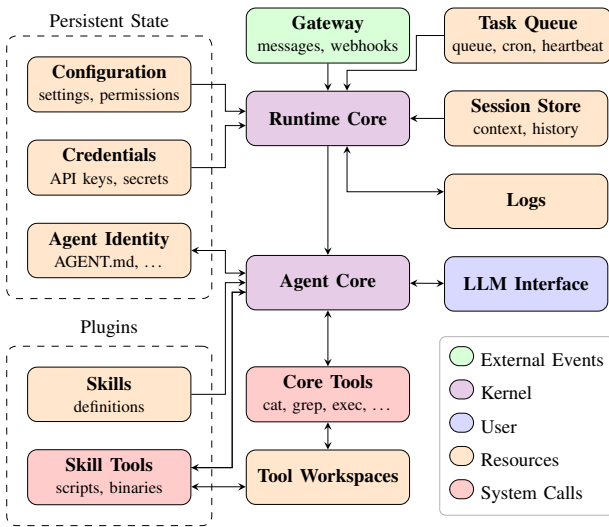 Persistent State
Gateway
messages, webhooks
Task Queue
queue, cron, heartbeat
Configuration
settings, permissions
Runtime Core
Session Store
context, history
Credentials
API keys, secrets
Logs
Agent Identity
AGENT.md, …
Agent Core
LLM Interface
Plugins
Skills
definitions
Core Tools
cat, grep, exec, …
Skill Tools
scripts, binaries
Tool Workspaces
External Events
Kernel
User
Resources
System Calls